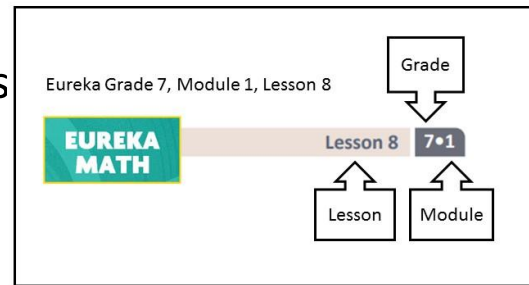 s
Grade
Eureka Grade 7, Module 1, Lesson 8
EUREKA
MATH
Lesson 8
7•1
Lesson
Module